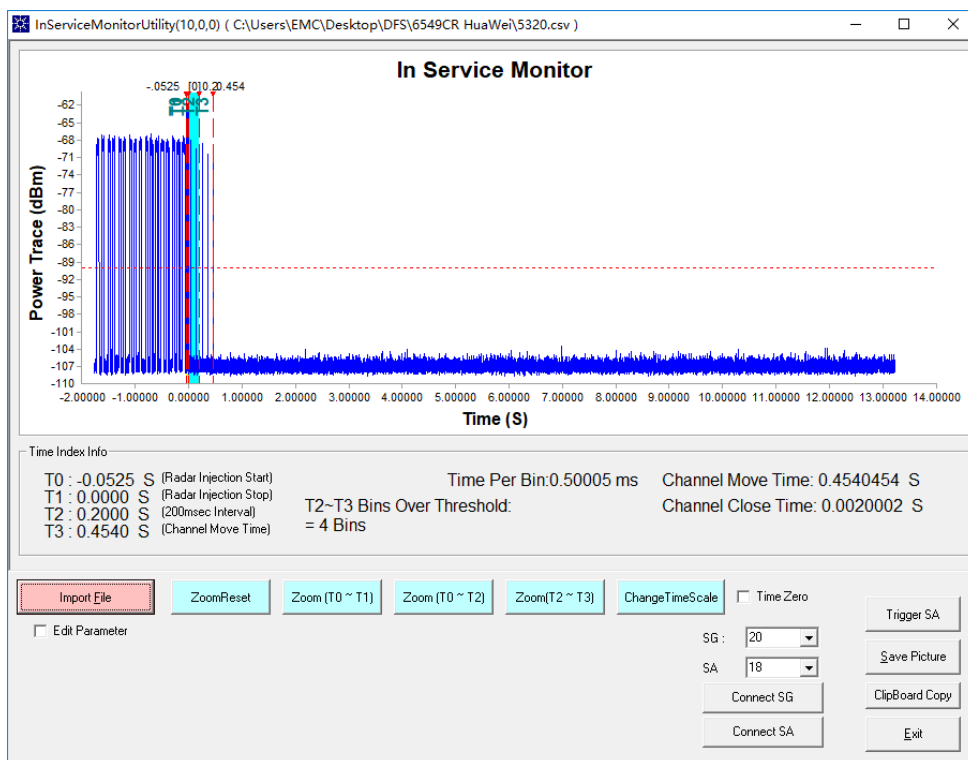 InServiceMonitorUtility(10,0,0) ( C:\Users\EMC\Desktop\DFS\6549CR HuaWei\5320.csv )
In Service Monitor
-.0525 [0]0.20.454
T0 T2 T3
Power Trace (dBm)
-62
-65
-68
-71
-74
-77
-80
-83
-86
-89
-92
-95
-98
-101
-104
-107
-110
-2.00000 -1.00000 0.00000 1.00000 2.00000 3.00000 4.00000 5.00000 6.00000 7.00000 8.00000 9.00000 10.00000 11.00000 12.00000 13.00000 14.00000
Time (S)
Time Index Info
T0 : -0.0525 S (Radar Injection Start)
T1 : 0.0000 S (Radar Injection Stop)
T2 : 0.2000 S (200msec Interval)
T3 : 0.4540 S (Channel Move Time)
Time Per Bin:0.50005 ms
T2~T3 Bins Over Threshold:
= 4 Bins
Channel Move Time: 0.4540454 S
Channel Close Time: 0.0020002 S
Import File
ZoomReset
Zoom (T0 ~ T1)
Zoom (T0 ~ T2)
Zoom(T2 ~ T3)
ChangeTimeScale
Time Zero
Edit Parameter
SG : 20
SA 18
Connect SG
Connect SA
Trigger SA
Save Picture
ClipBoard Copy
Exit